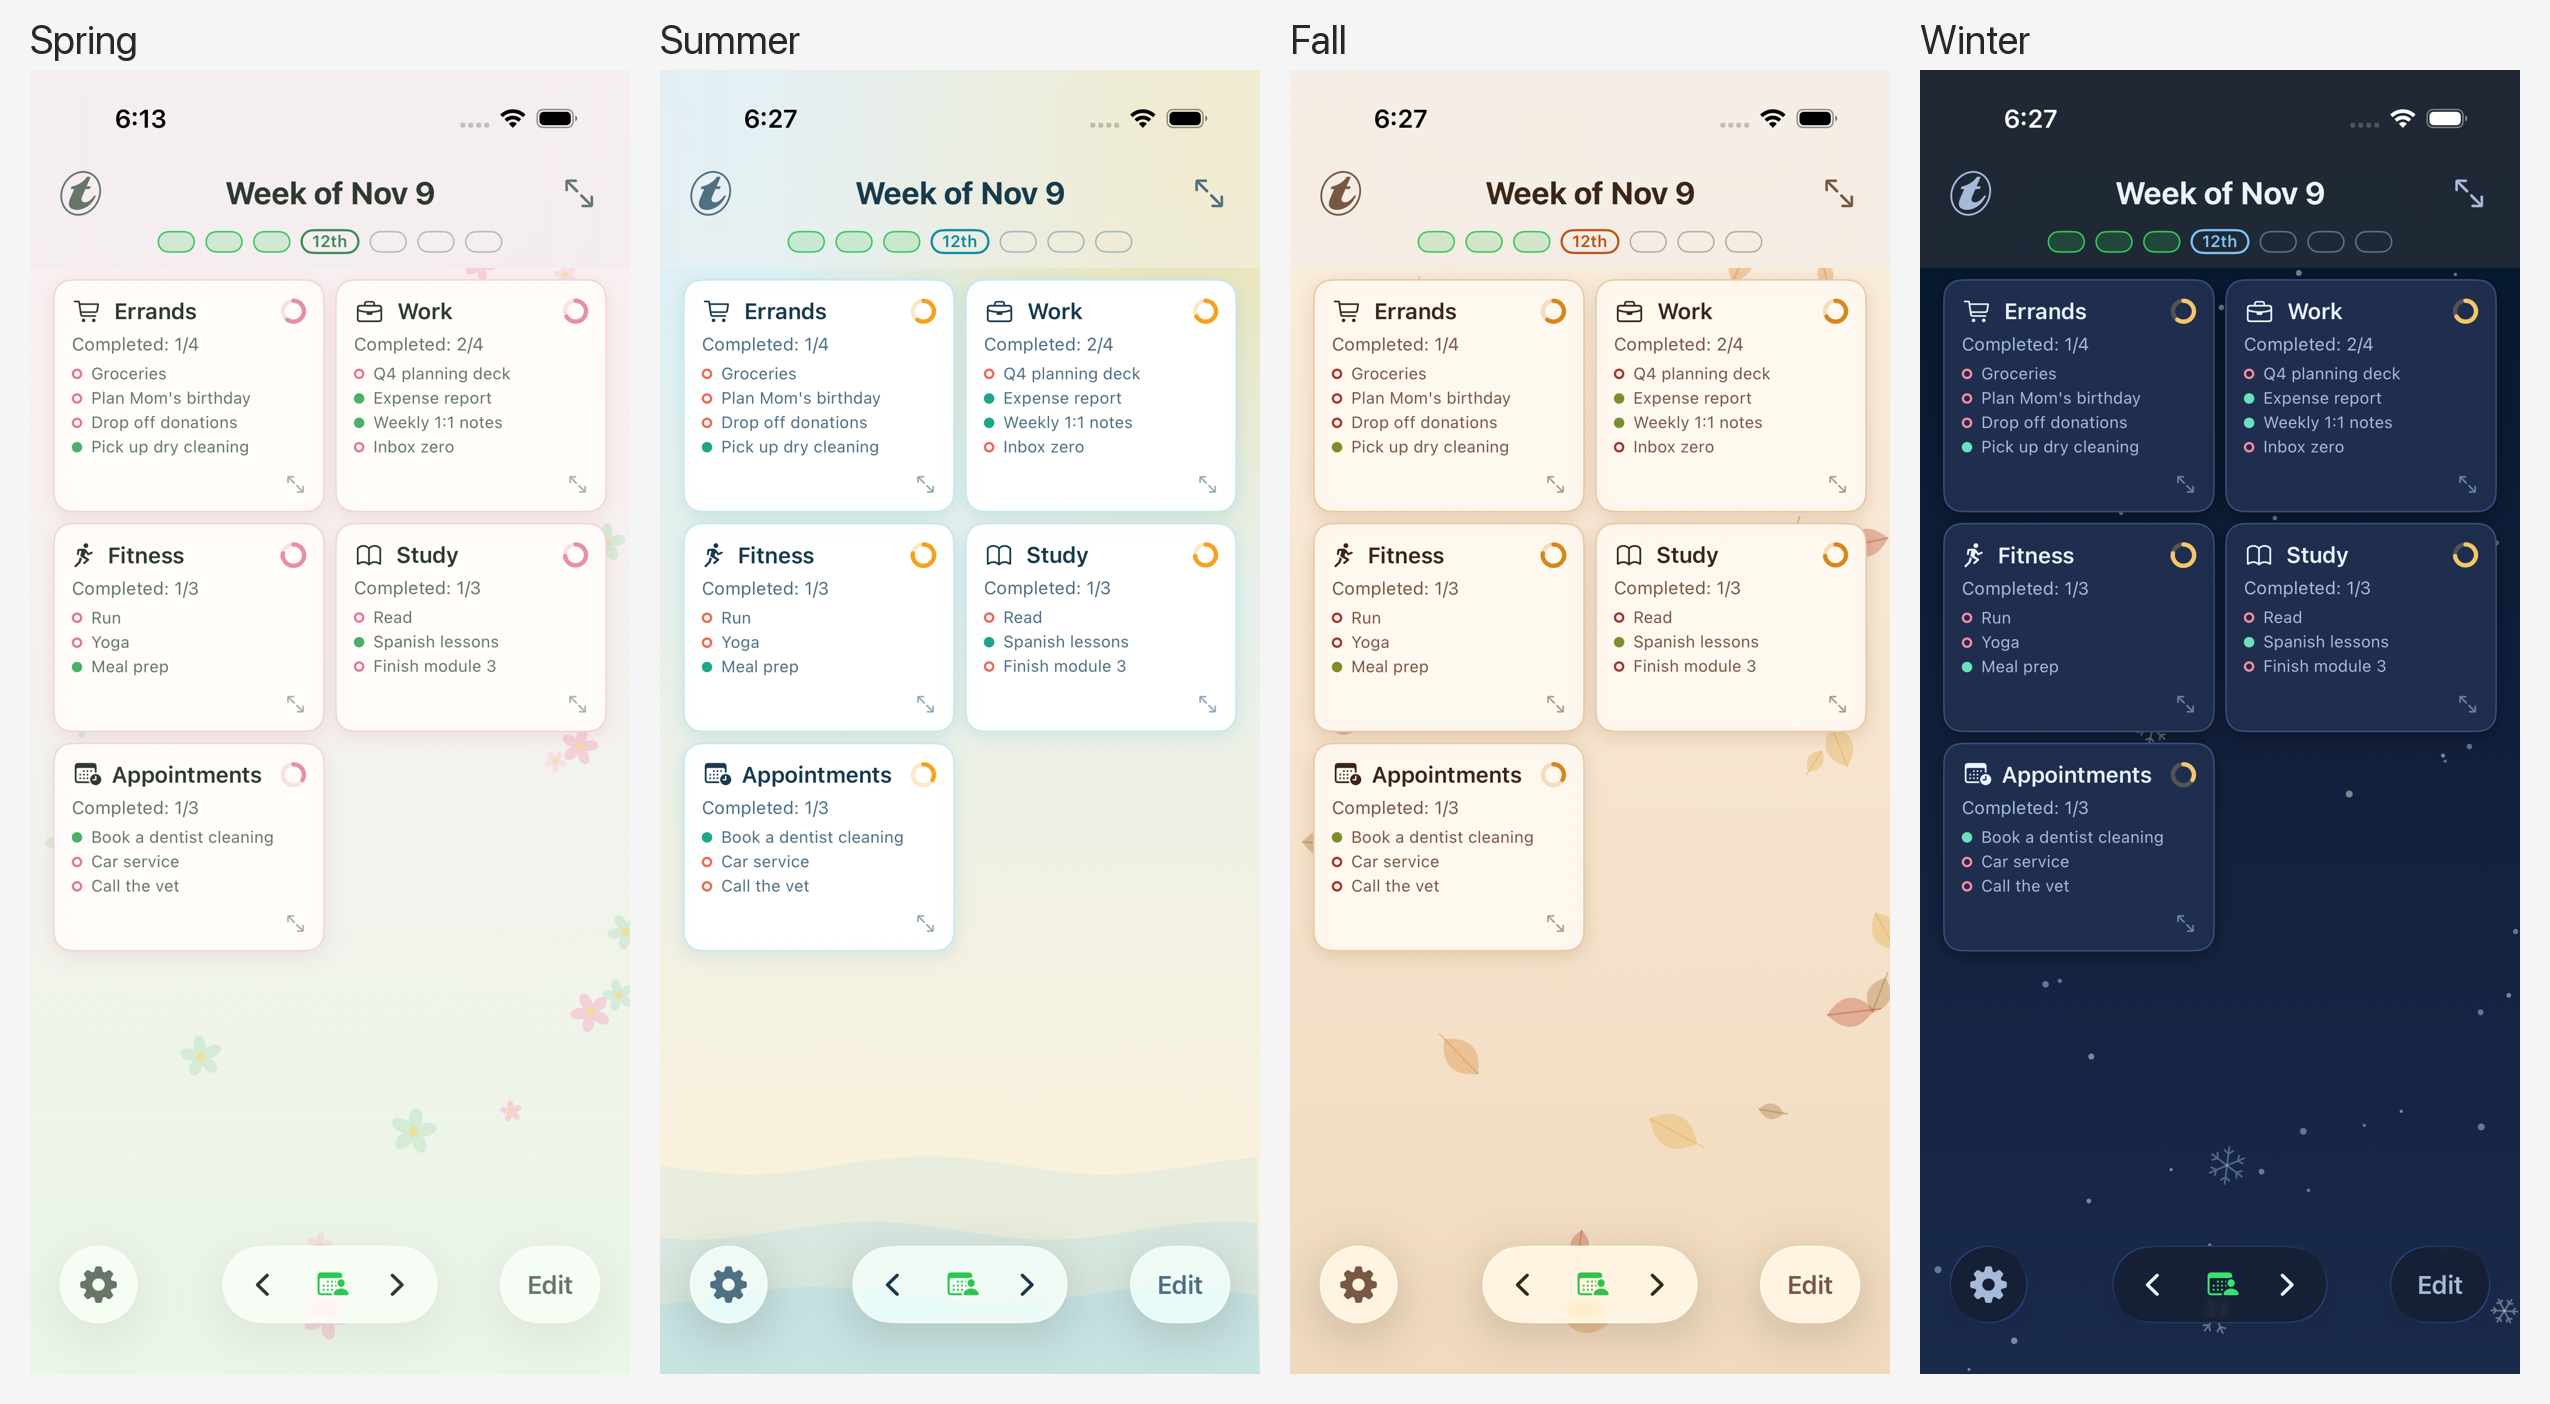 Spring
6:13
t
Week of Nov 9
12th
Errands
Completed: 1/4
Groceries
Plan Mom's birthday
Drop off donations
Pick up dry cleaning
Work
Completed: 2/4
Q4 planning deck
Expense report
Weekly 1:1 notes
Inbox zero
Fitness
Completed: 1/3
Run
Yoga
Meal prep
Study
Completed: 1/3
Read
Spanish lessons
Finish module 3
Appointments
Completed: 1/3
Book a dentist cleaning
Car service
Call the vet
Edit
Summer
6:27
t
Week of Nov 9
12th
Errands
Completed: 1/4
Groceries
Plan Mom's birthday
Drop off donations
Pick up dry cleaning
Work
Completed: 2/4
Q4 planning deck
Expense report
Weekly 1:1 notes
Inbox zero
Fitness
Completed: 1/3
Run
Yoga
Meal prep
Study
Completed: 1/3
Read
Spanish lessons
Finish module 3
Appointments
Completed: 1/3
Book a dentist cleaning
Car service
Call the vet
Edit
Fall
6:27
t
Week of Nov 9
12th
Errands
Completed: 1/4
Groceries
Plan Mom's birthday
Drop off donations
Pick up dry cleaning
Work
Completed: 2/4
Q4 planning deck
Expense report
Weekly 1:1 notes
Inbox zero
Fitness
Completed: 1/3
Run
Yoga
Meal prep
Study
Completed: 1/3
Read
Spanish lessons
Finish module 3
Appointments
Completed: 1/3
Book a dentist cleaning
Car service
Call the vet
Edit
Winter
6:27
t
Week of Nov 9
12th
Errands
Completed: 1/4
Groceries
Plan Mom's birthday
Drop off donations
Pick up dry cleaning
Work
Completed: 2/4
Q4 planning deck
Expense report
Weekly 1:1 notes
Inbox zero
Fitness
Completed: 1/3
Run
Yoga
Meal prep
Study
Completed: 1/3
Read
Spanish lessons
Finish module 3
Appointments
Completed: 1/3
Book a dentist cleaning
Car service
Call the vet
Edit